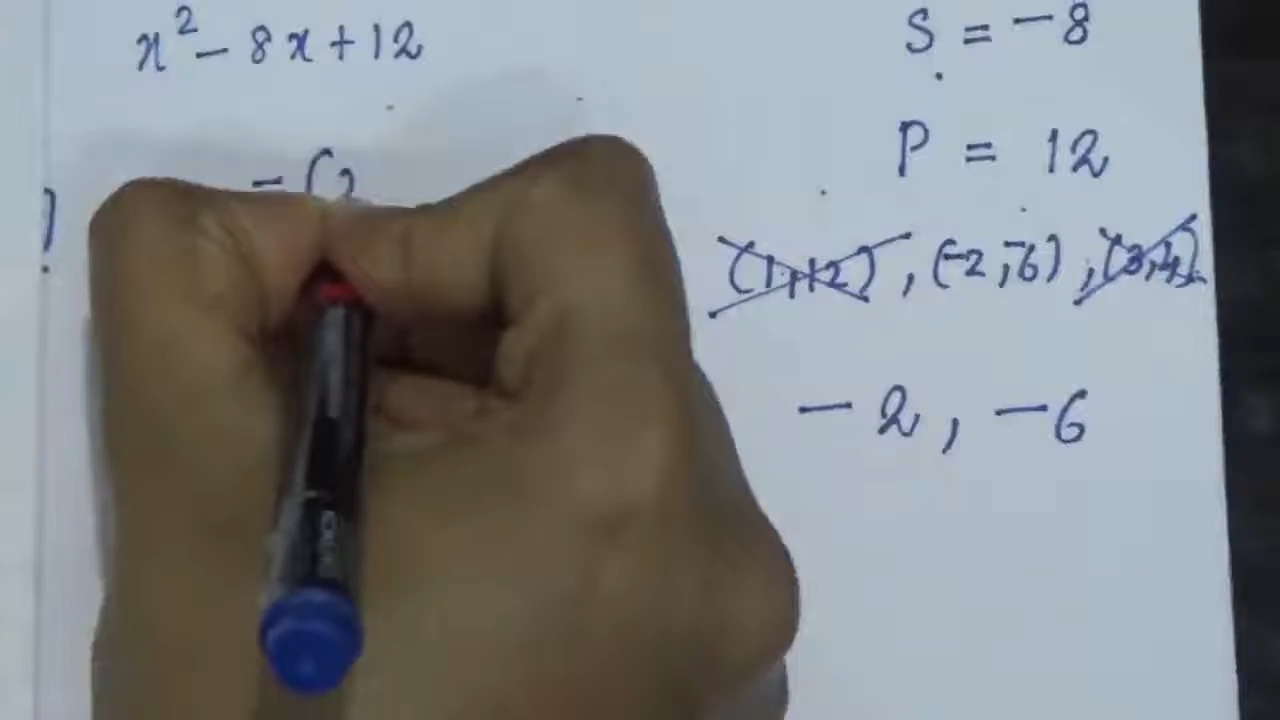 x² - 8x + 12
= (
S = -8
P = 12
(1,12), (-2,-6), (3,4)
-2, -6